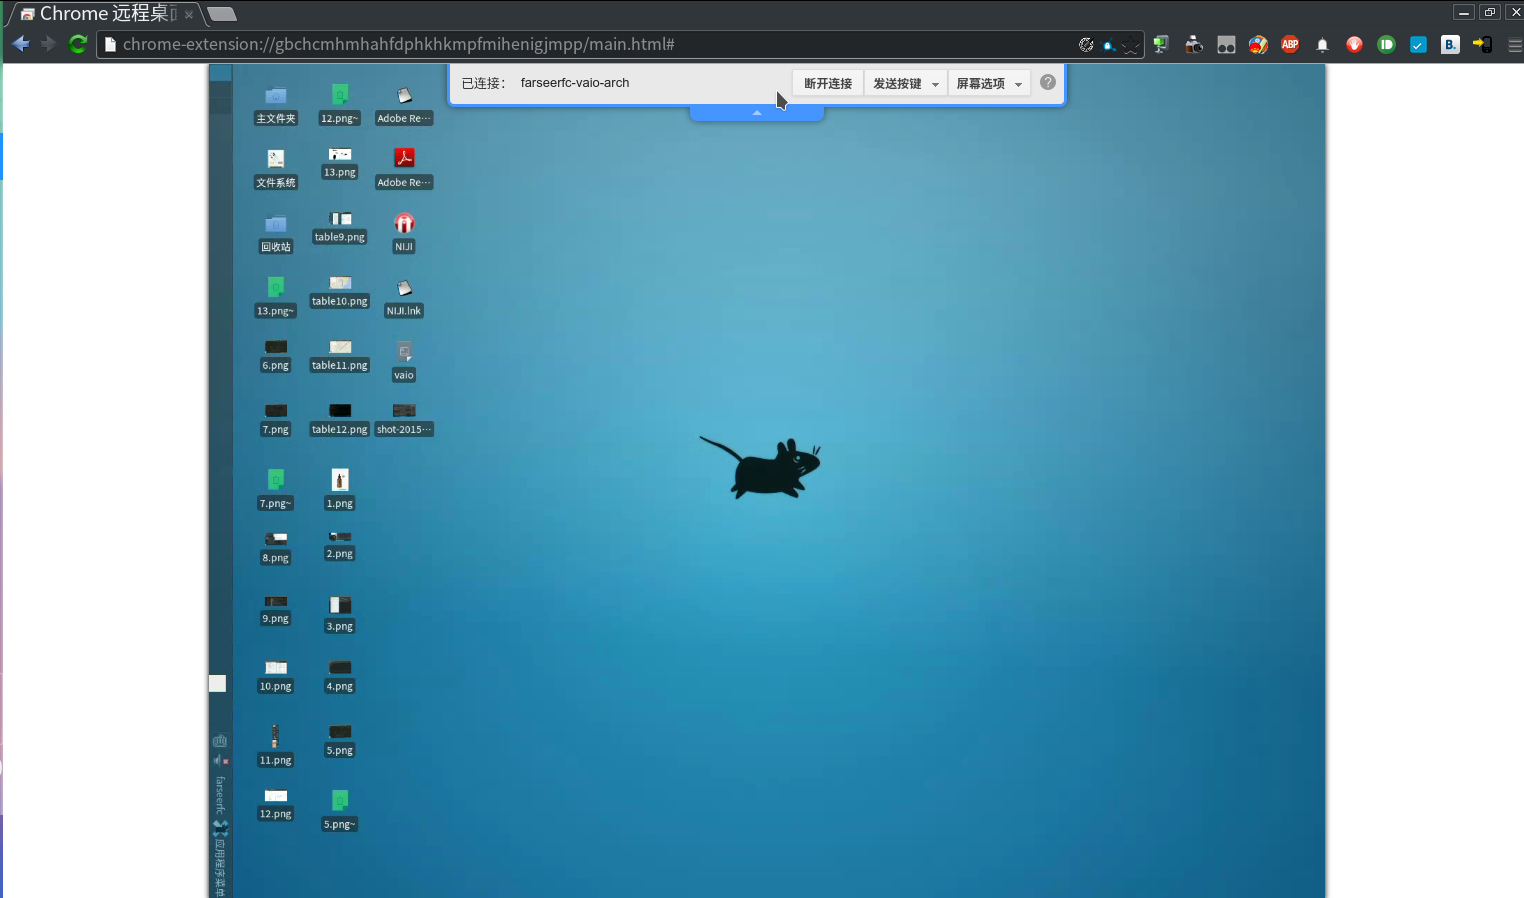 Chrome 远程桌面
chrome-extension://gbchcmhmhahfdphkhkmpfmihenigjmpp/main.html#
ABP
B.
已连接： farseerfc-vaio-arch
断开连接
发送按键
屏幕选项
?
主文件夹
12.png~
Adobe Re···
文件系统
13.png
Adobe Re···
回收站
table9.png
NIJI
13.png~
table10.png
NIJI.lnk
6.png
table11.png
vaio
7.png
table12.png
shot-2015···
7.png~
1.png
8.png
2.png
9.png
3.png
10.png
4.png
11.png
5.png
12.png
5.png~
farseerfc
应用程序菜单